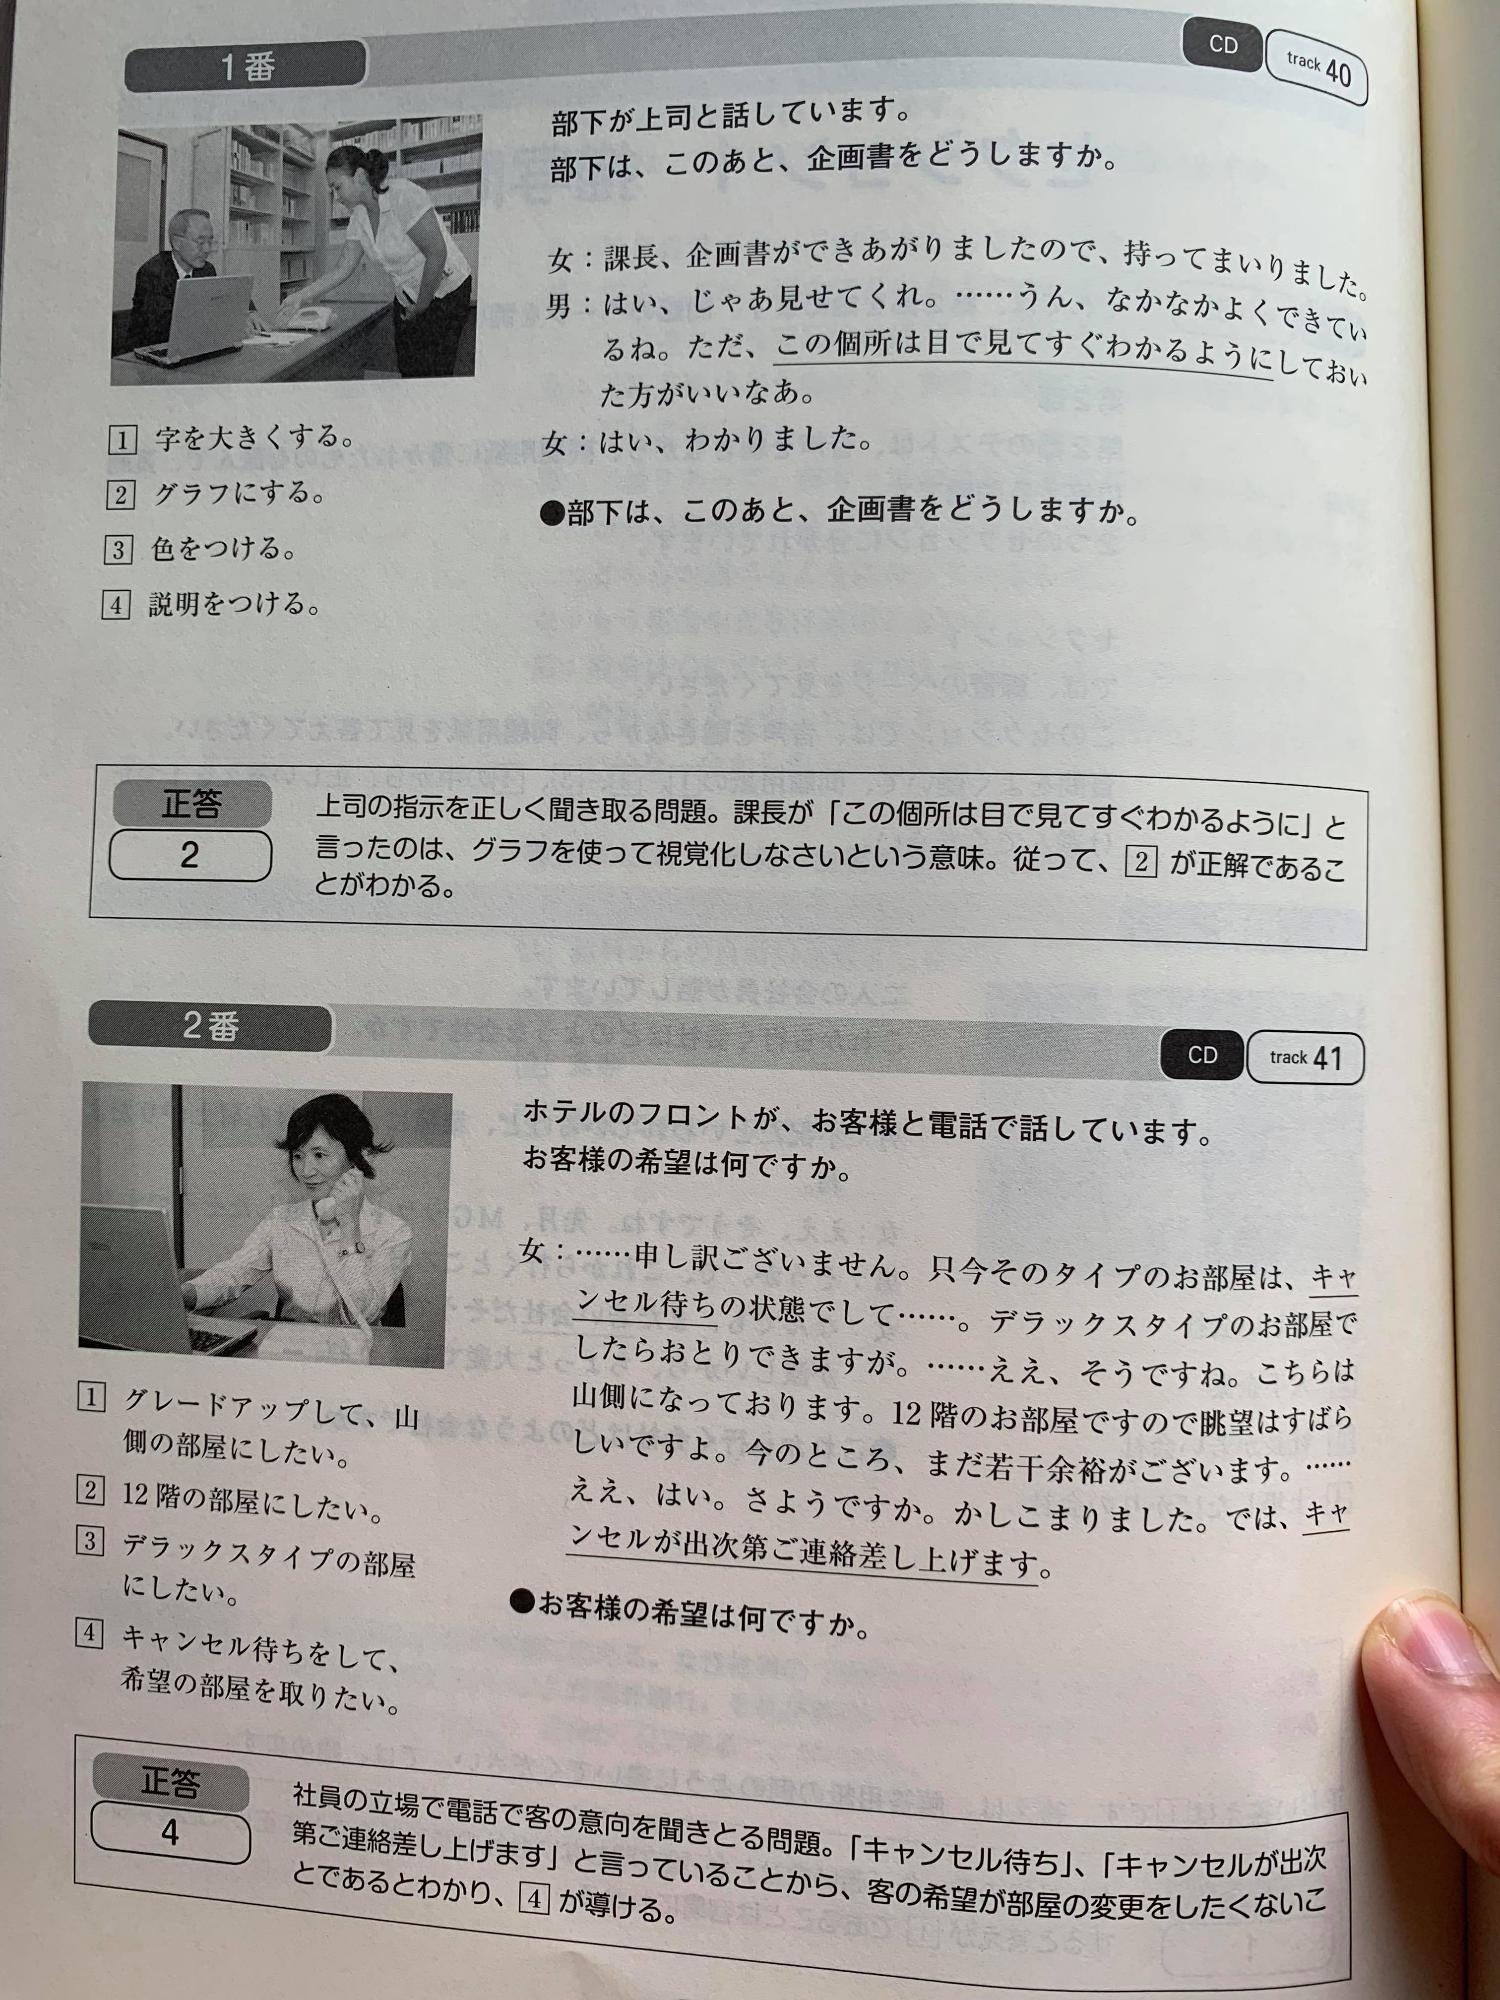 1番
CD
track 40
部下が上司と話しています。
部下は、このあと、企画書をどうしますか。
女：課長、企画書ができあがりましたので、持ってまいりました。
男：はい、じゃあ見せてくれ。……うん、なかなかよくできてい
るね。ただ、この個所は目で見てすぐわかるようにしておい
た方がいいなあ。
女：はい、わかりました。
●部下は、このあと、企画書をどうしますか。
1 字を大きくする。
2 グラフにする。
3 色をつける。
4 説明をつける。
正答
2
上司の指示を正しく聞き取る問題。課長が「この個所は目で見てすぐわかるように」と
言ったのは、グラフを使って視覚化しなさいという意味。従って、2 が正解であるこ
とがわかる。
2番
CD
track 41
ホテルのフロントが、お客様と電話で話しています。
お客様の希望は何ですか。
女：……申し訳ございません。只今そのタイプのお部屋は、キャ
ンセル待ちの状態でして……。デラックスタイプのお部屋で
したらおとりできますが。……ええ、そうですね。こちらは
山側になっております。12 階のお部屋ですので眺望はすばら
しいですよ。今のところ、まだ若干余裕がございます。……
ええ、はい。さようですか。かしこまりました。では、キャ
ンセルが出次第ご連絡差し上げます。
●お客様の希望は何ですか。
1 グレードアップして、山
側の部屋にしたい。
2 12 階の部屋にしたい。
3 デラックスタイプの部屋
にしたい。
4 キャンセル待ちをして、
希望の部屋を取りたい。
正答
4
社員の立場で電話で客の意向を聞きとる問題。「キャンセル待ち」、「キャンセルが出次
第ご連絡差し上げます」と言っていることから、客の希望が部屋の変更をしたくないこ
とであるとわかり、4 が導ける。